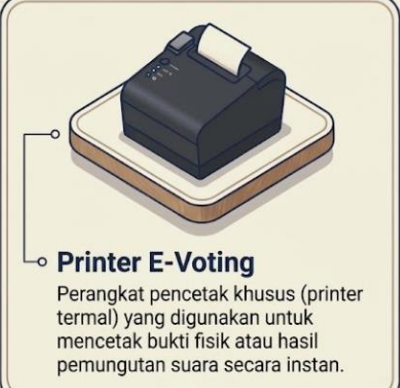 Printer E-Voting
Perangkat pencetak khusus (printer
termal) yang digunakan untuk
mencetak bukti fisik atau hasil
pemungutan suara secara instan.